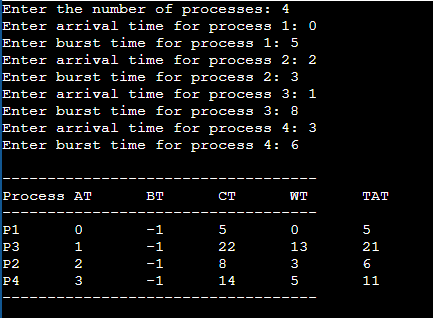 Enter the number of processes: 4
Enter arrival time for process 1: 0
Enter burst time for process 1: 5
Enter arrival time for process 2: 2
Enter burst time for process 2: 3
Enter arrival time for process 3: 1
Enter burst time for process 3: 8
Enter arrival time for process 4: 3
Enter burst time for process 4: 6
-----------------------------------
Process AT BT CT WT TAT
-----------------------------------
P1 0 -1 5 0 5
P3 1 -1 22 13 21
P2 2 -1 8 3 6
P4 3 -1 14 5 11
-----------------------------------